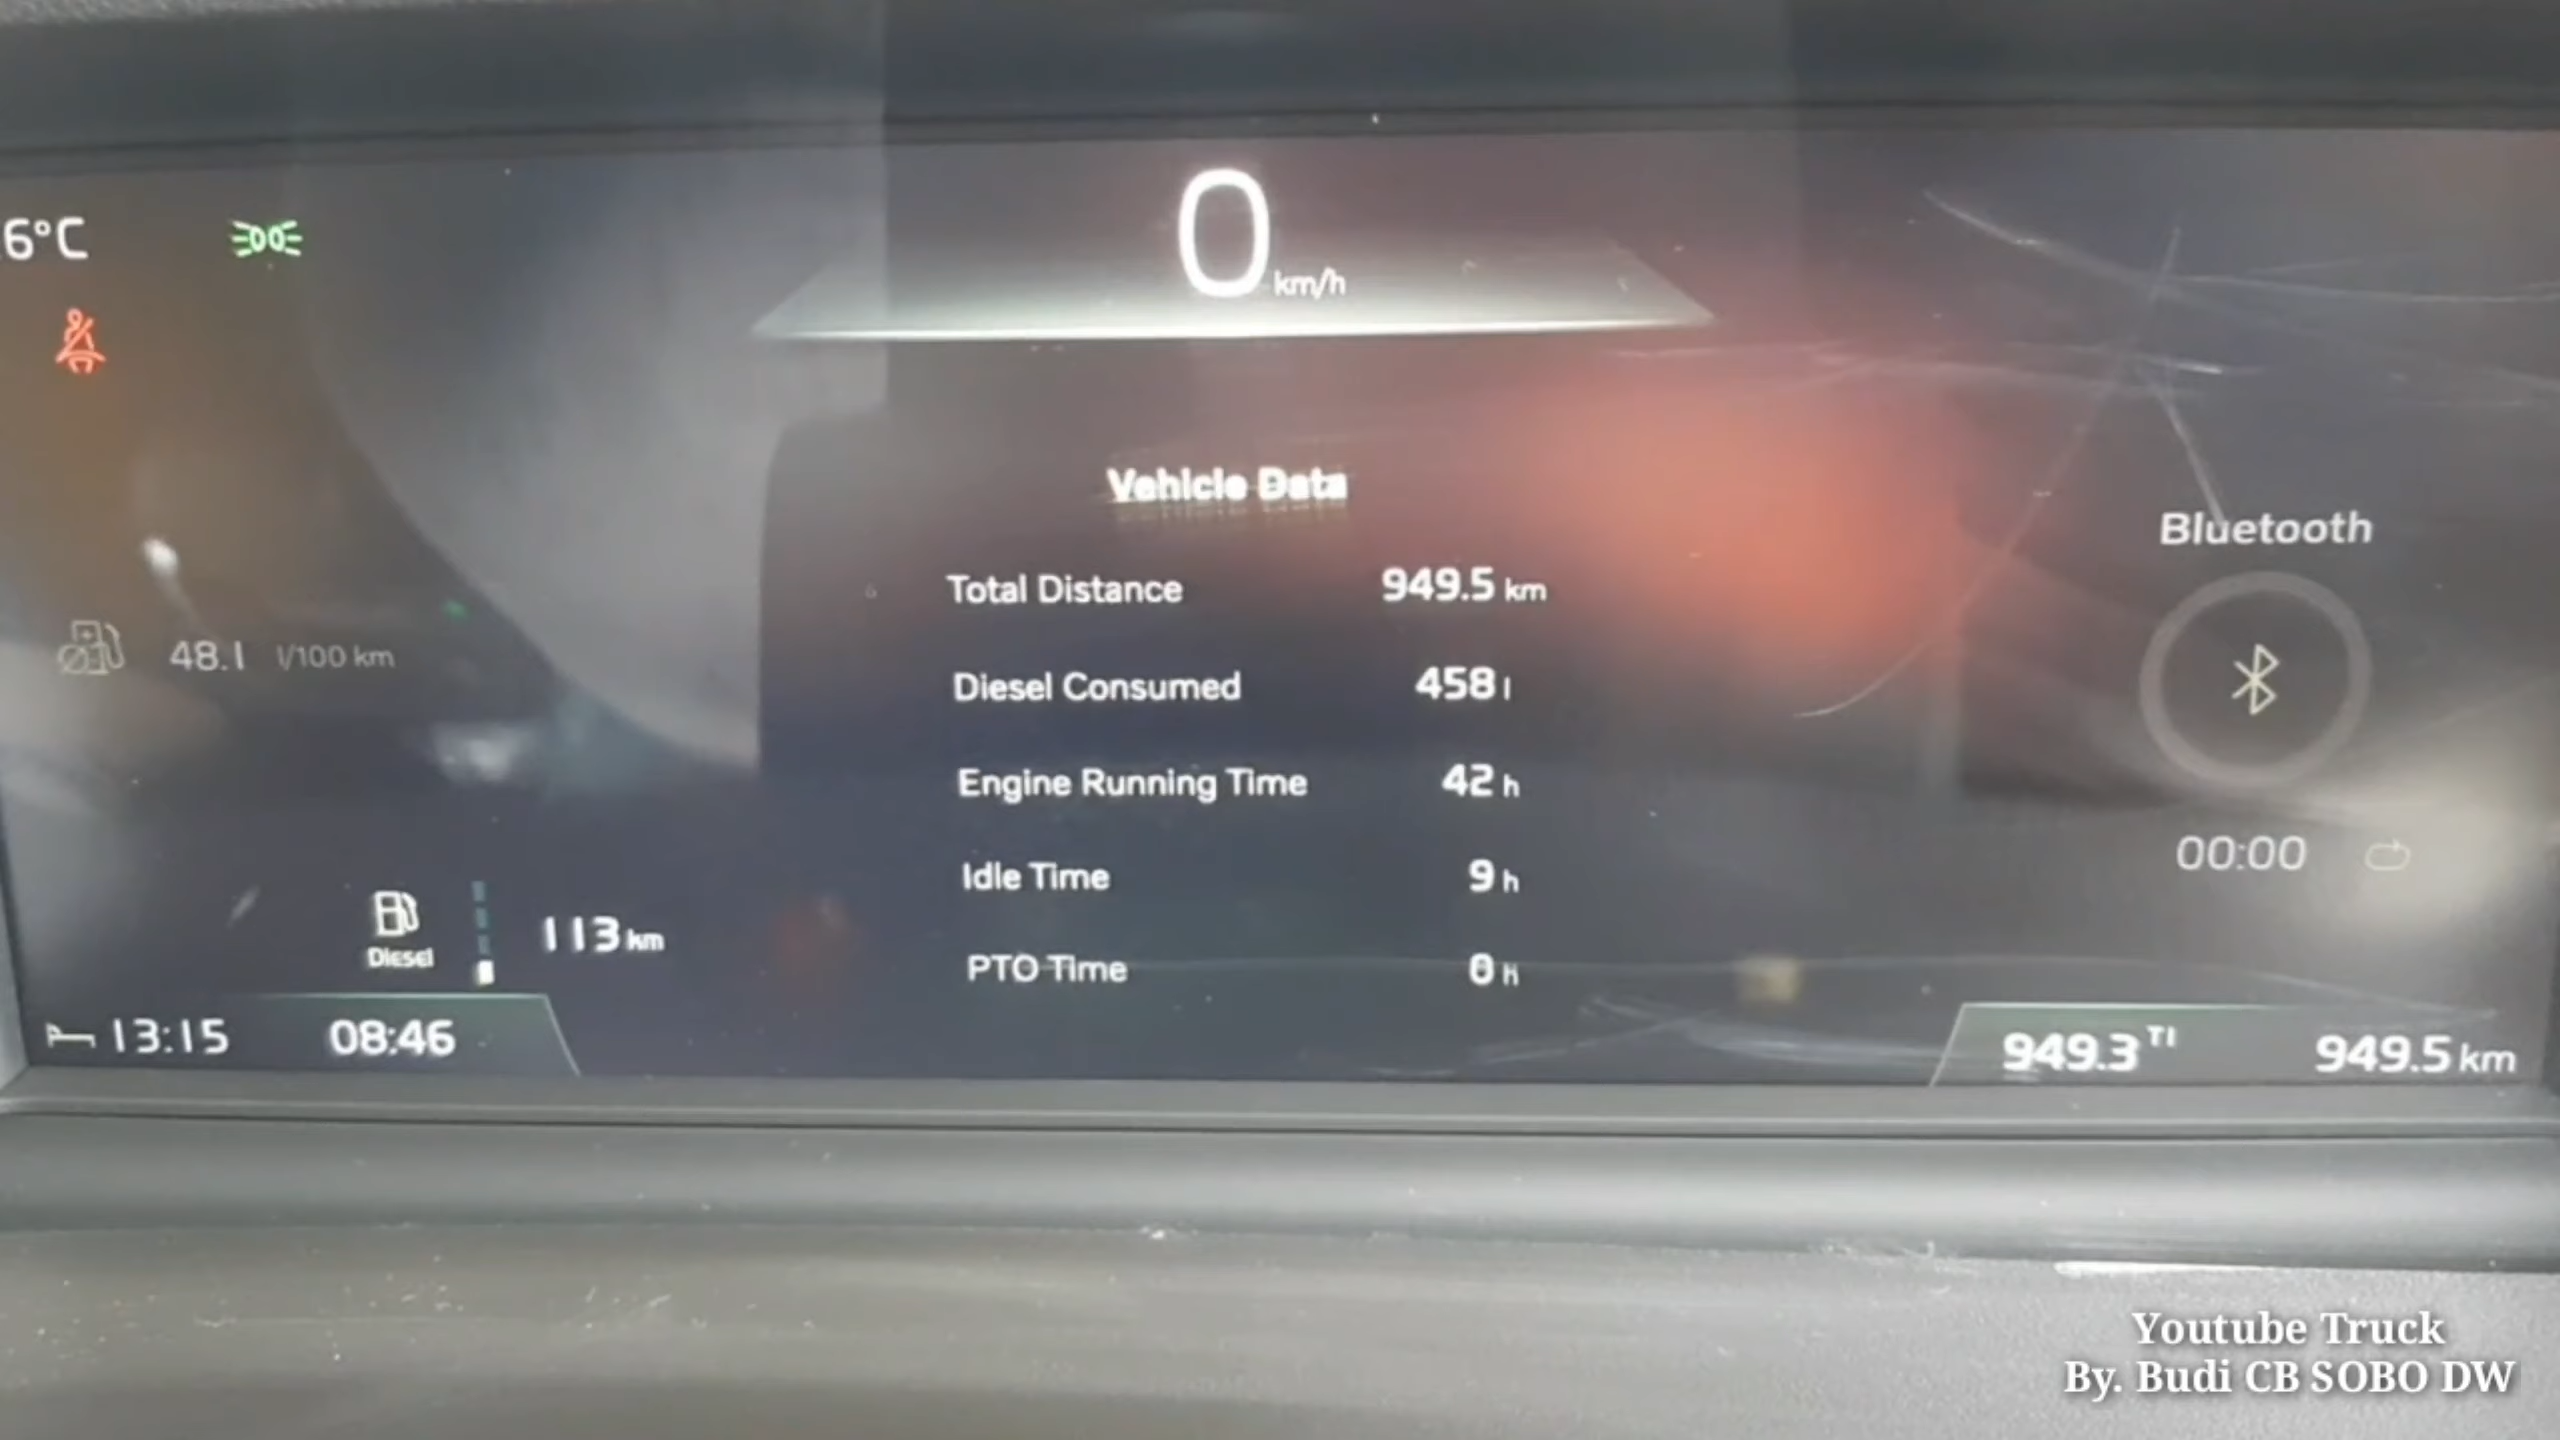 0 km/h
6°C
Vehicle Data
Total Distance 949.5 km
Diesel Consumed 458 l
Engine Running Time 42 h
Idle Time 9 h
PTO Time 0 h
48.1 l/100 km
Diesel
113 km
13:15 08:46
Bluetooth
00:00
949.3 T1 949.5 km
Youtube Truck
By. Budi CB SOBO DW